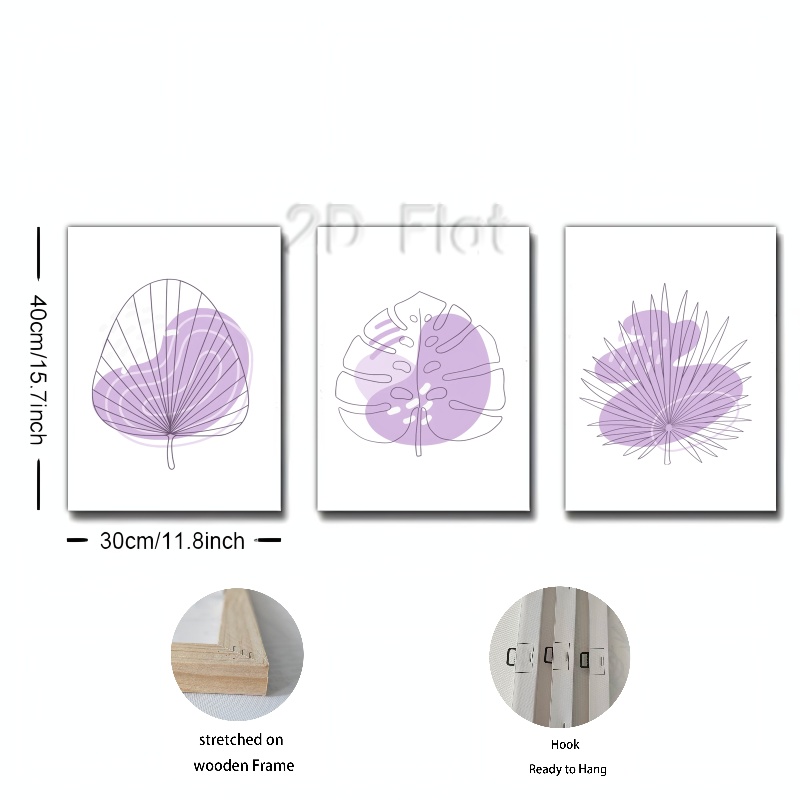 2D Flat
40cm/15.7inch
30cm/11.8inch
stretched on
wooden Frame
Hook
Ready to Hang